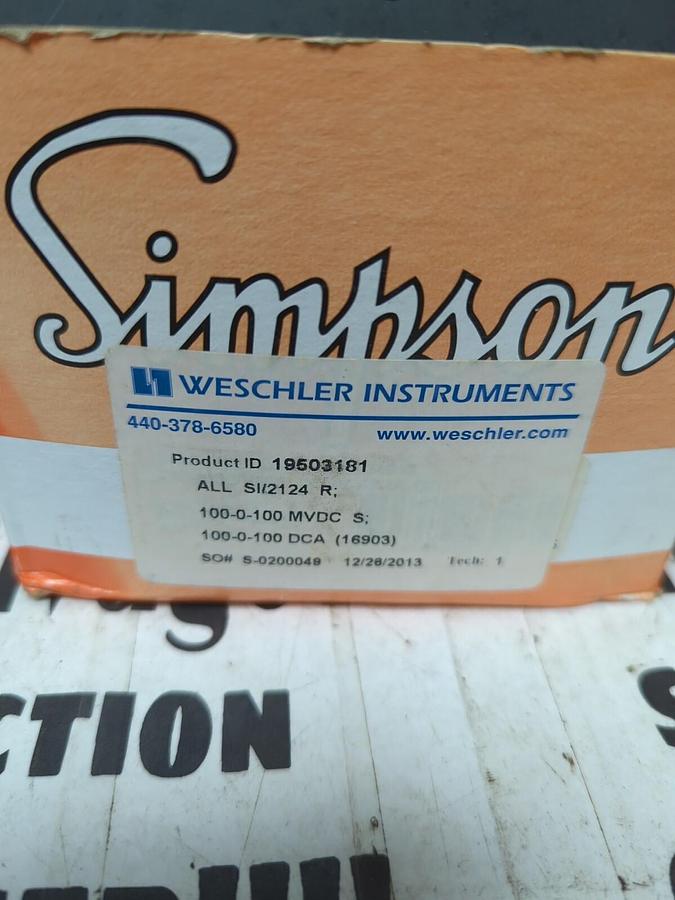 Simpson
WESCHLER INSTRUMENTS
440-378-6580 www.weschler.com
Product ID 19503181
ALL SI/2124 R;
100-0-100 MVDC S;
100-0-100 DCA (16903)
SO# S-0200049 12/26/2013 Tech: 1
CTION